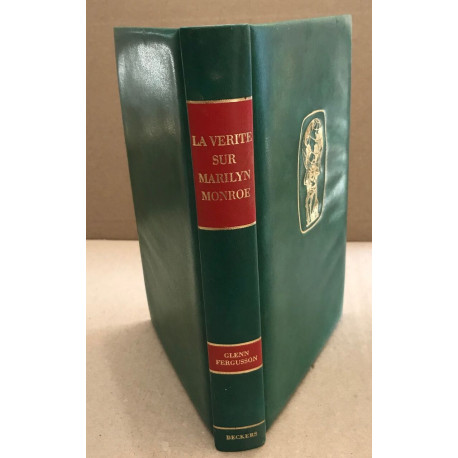 LA VERITE
SUR
MARILYN
MONROE
GLENN
FERGUSSON
BECKERS